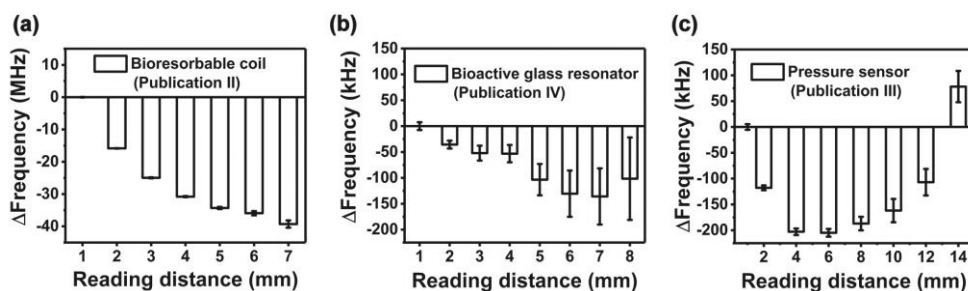 (a)
Bioresorbable coil
(Publication II)
ΔFrequency (MHz)
10
0
-10
-20
-30
-40
1 2 3 4 5 6 7
Reading distance (mm)
(b)
Bioactive glass resonator
(Publication IV)
ΔFrequency (kHz)
150
100
50
0
-50
-100
-150
-200
1 2 3 4 5 6 7 8
Reading distance (mm)
(c)
Pressure sensor
(Publication III)
ΔFrequency (kHz)
150
100
50
0
-50
-100
-150
-200
2 4 6 8 10 12 14
Reading distance (mm)